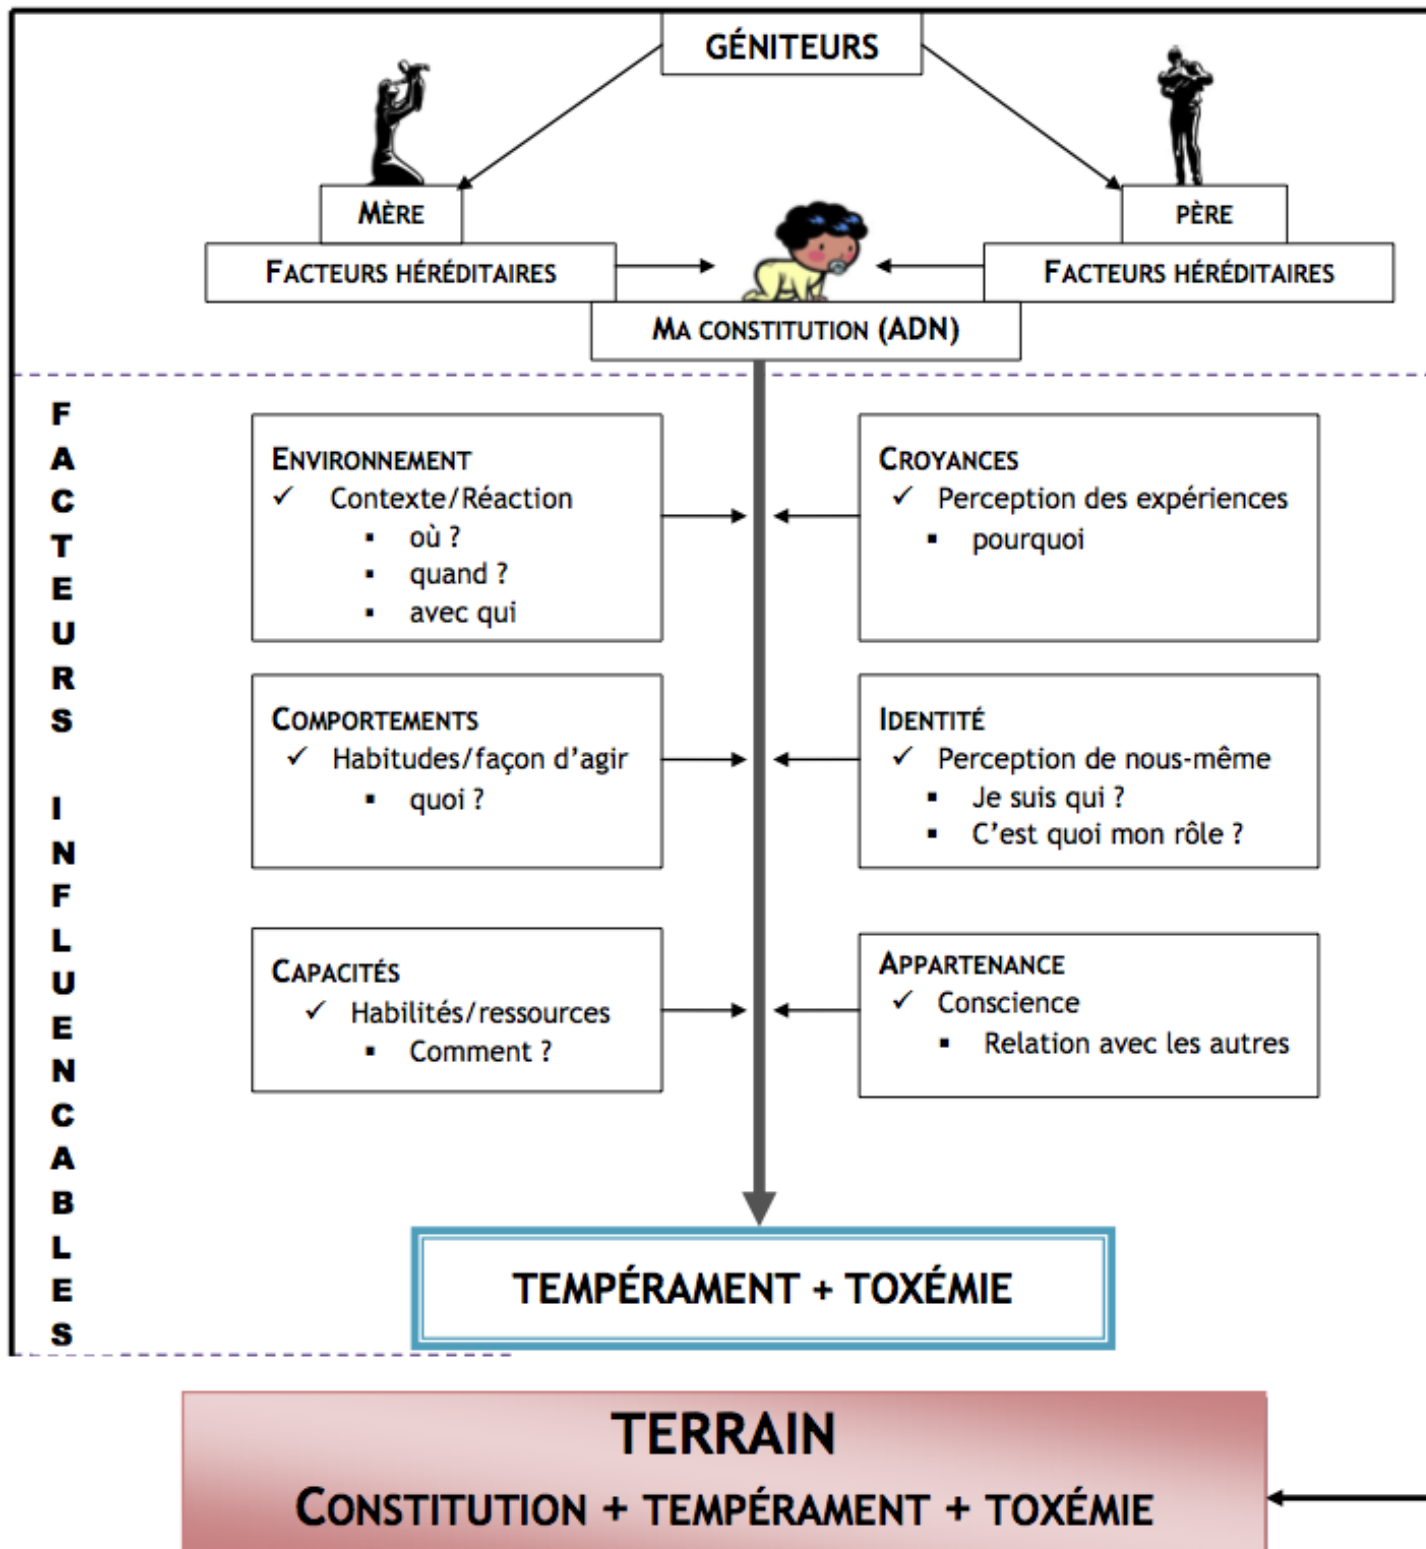 GÉNITEURS
MÈRE
PÈRE
FACTEURS HÉRÉDITAIRES
FACTEURS HÉRÉDITAIRES
MA CONSTITUTION (ADN)
FACTEURS INFLUENCABLES
ENVIRONNEMENT
✓ Contexte/Réaction
▪ où ?
▪ quand ?
▪ avec qui
CROYANCES
✓ Perception des expériences
▪ pourquoi
COMPORTEMENTS
✓ Habitudes/façon d'agir
▪ quoi ?
IDENTITÉ
✓ Perception de nous-même
▪ Je suis qui ?
▪ C'est quoi mon rôle ?
CAPACITÉS
✓ Habilités/ressources
▪ Comment ?
APPARTENANCE
✓ Conscience
▪ Relation avec les autres
TEMPÉRAMENT + TOXÉMIE
TERRAIN
CONSTITUTION + TEMPÉRAMENT + TOXÉMIE